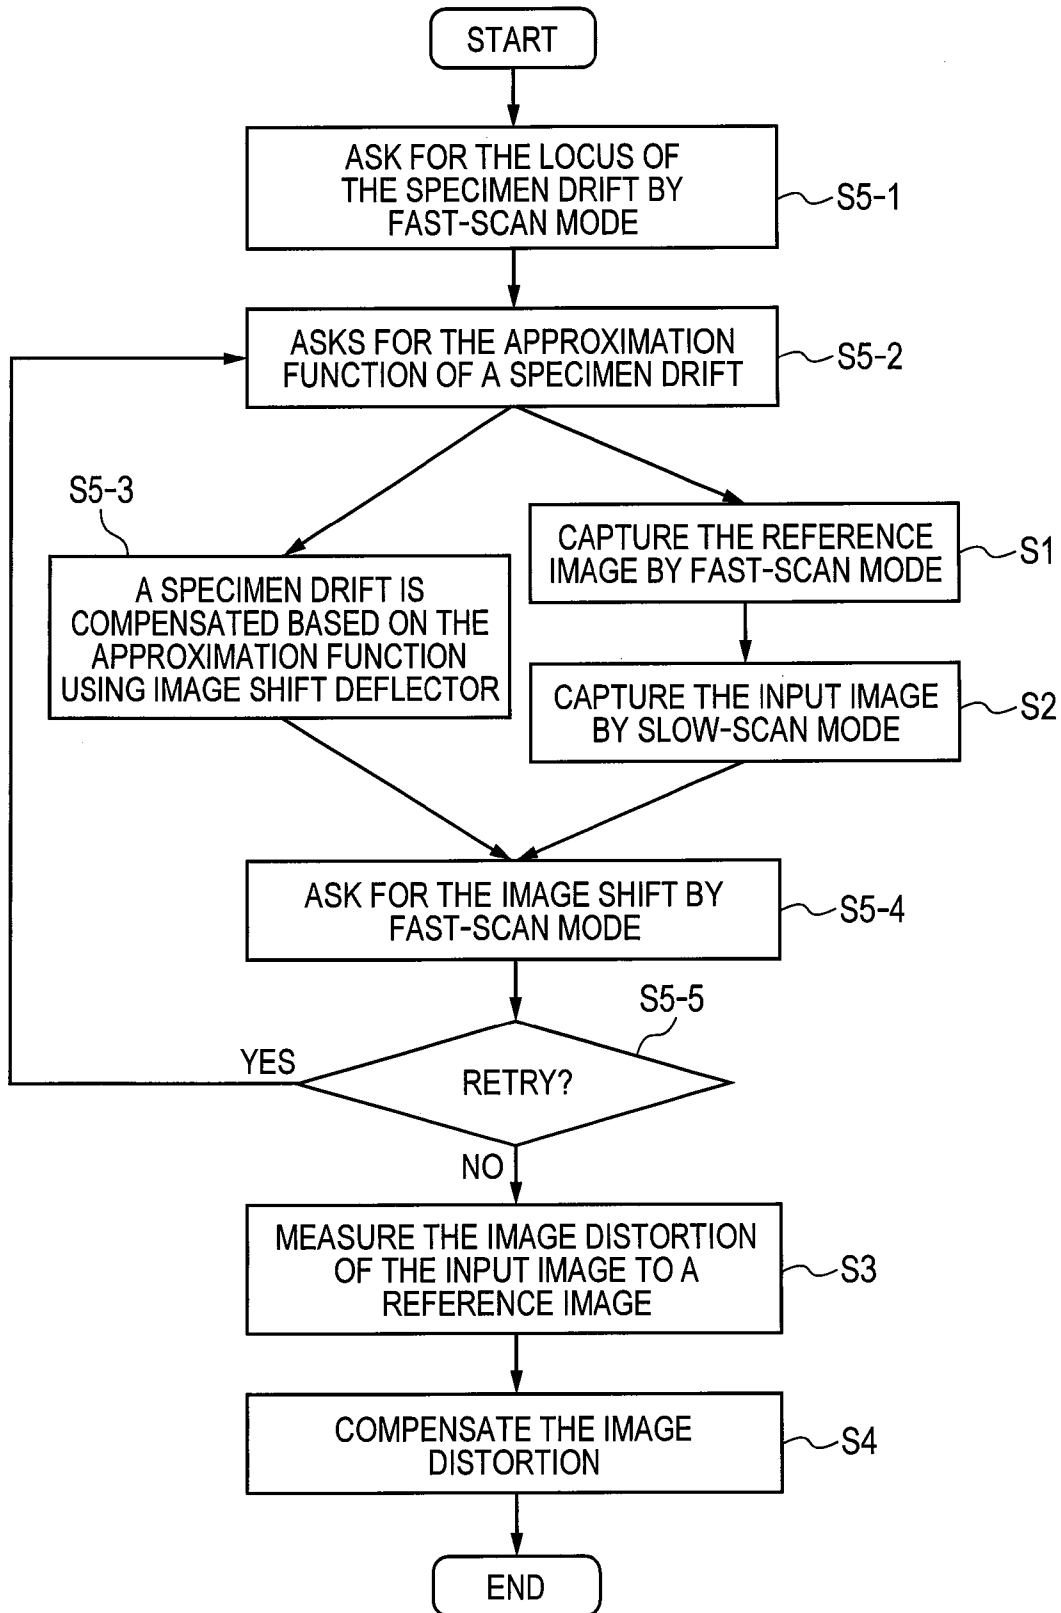 START
ASK FOR THE LOCUS OF
THE SPECIMEN DRIFT BY
FAST-SCAN MODE
S5-1
ASKS FOR THE APPROXIMATION
FUNCTION OF A SPECIMEN DRIFT
S5-2
S5-3
A SPECIMEN DRIFT IS
COMPENSATED BASED ON THE
APPROXIMATION FUNCTION
USING IMAGE SHIFT DEFLECTOR
CAPTURE THE REFERENCE
IMAGE BY FAST-SCAN MODE
S1
CAPTURE THE INPUT IMAGE
BY SLOW-SCAN MODE
S2
ASK FOR THE IMAGE SHIFT BY
FAST-SCAN MODE
S5-4
S5-5
YES
RETRY?
NO
MEASURE THE IMAGE DISTORTION
OF THE INPUT IMAGE TO A
REFERENCE IMAGE
S3
COMPENSATE THE IMAGE
DISTORTION
S4
END